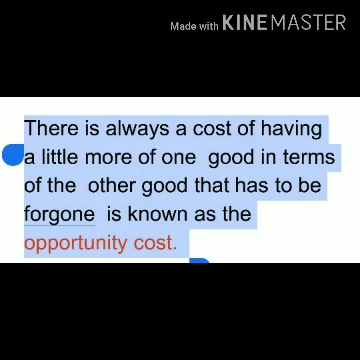 Made with KINEMASTER
There is always a cost of having
a little more of one good in terms
of the other good that has to be
forgone is known as the
opportunity cost.